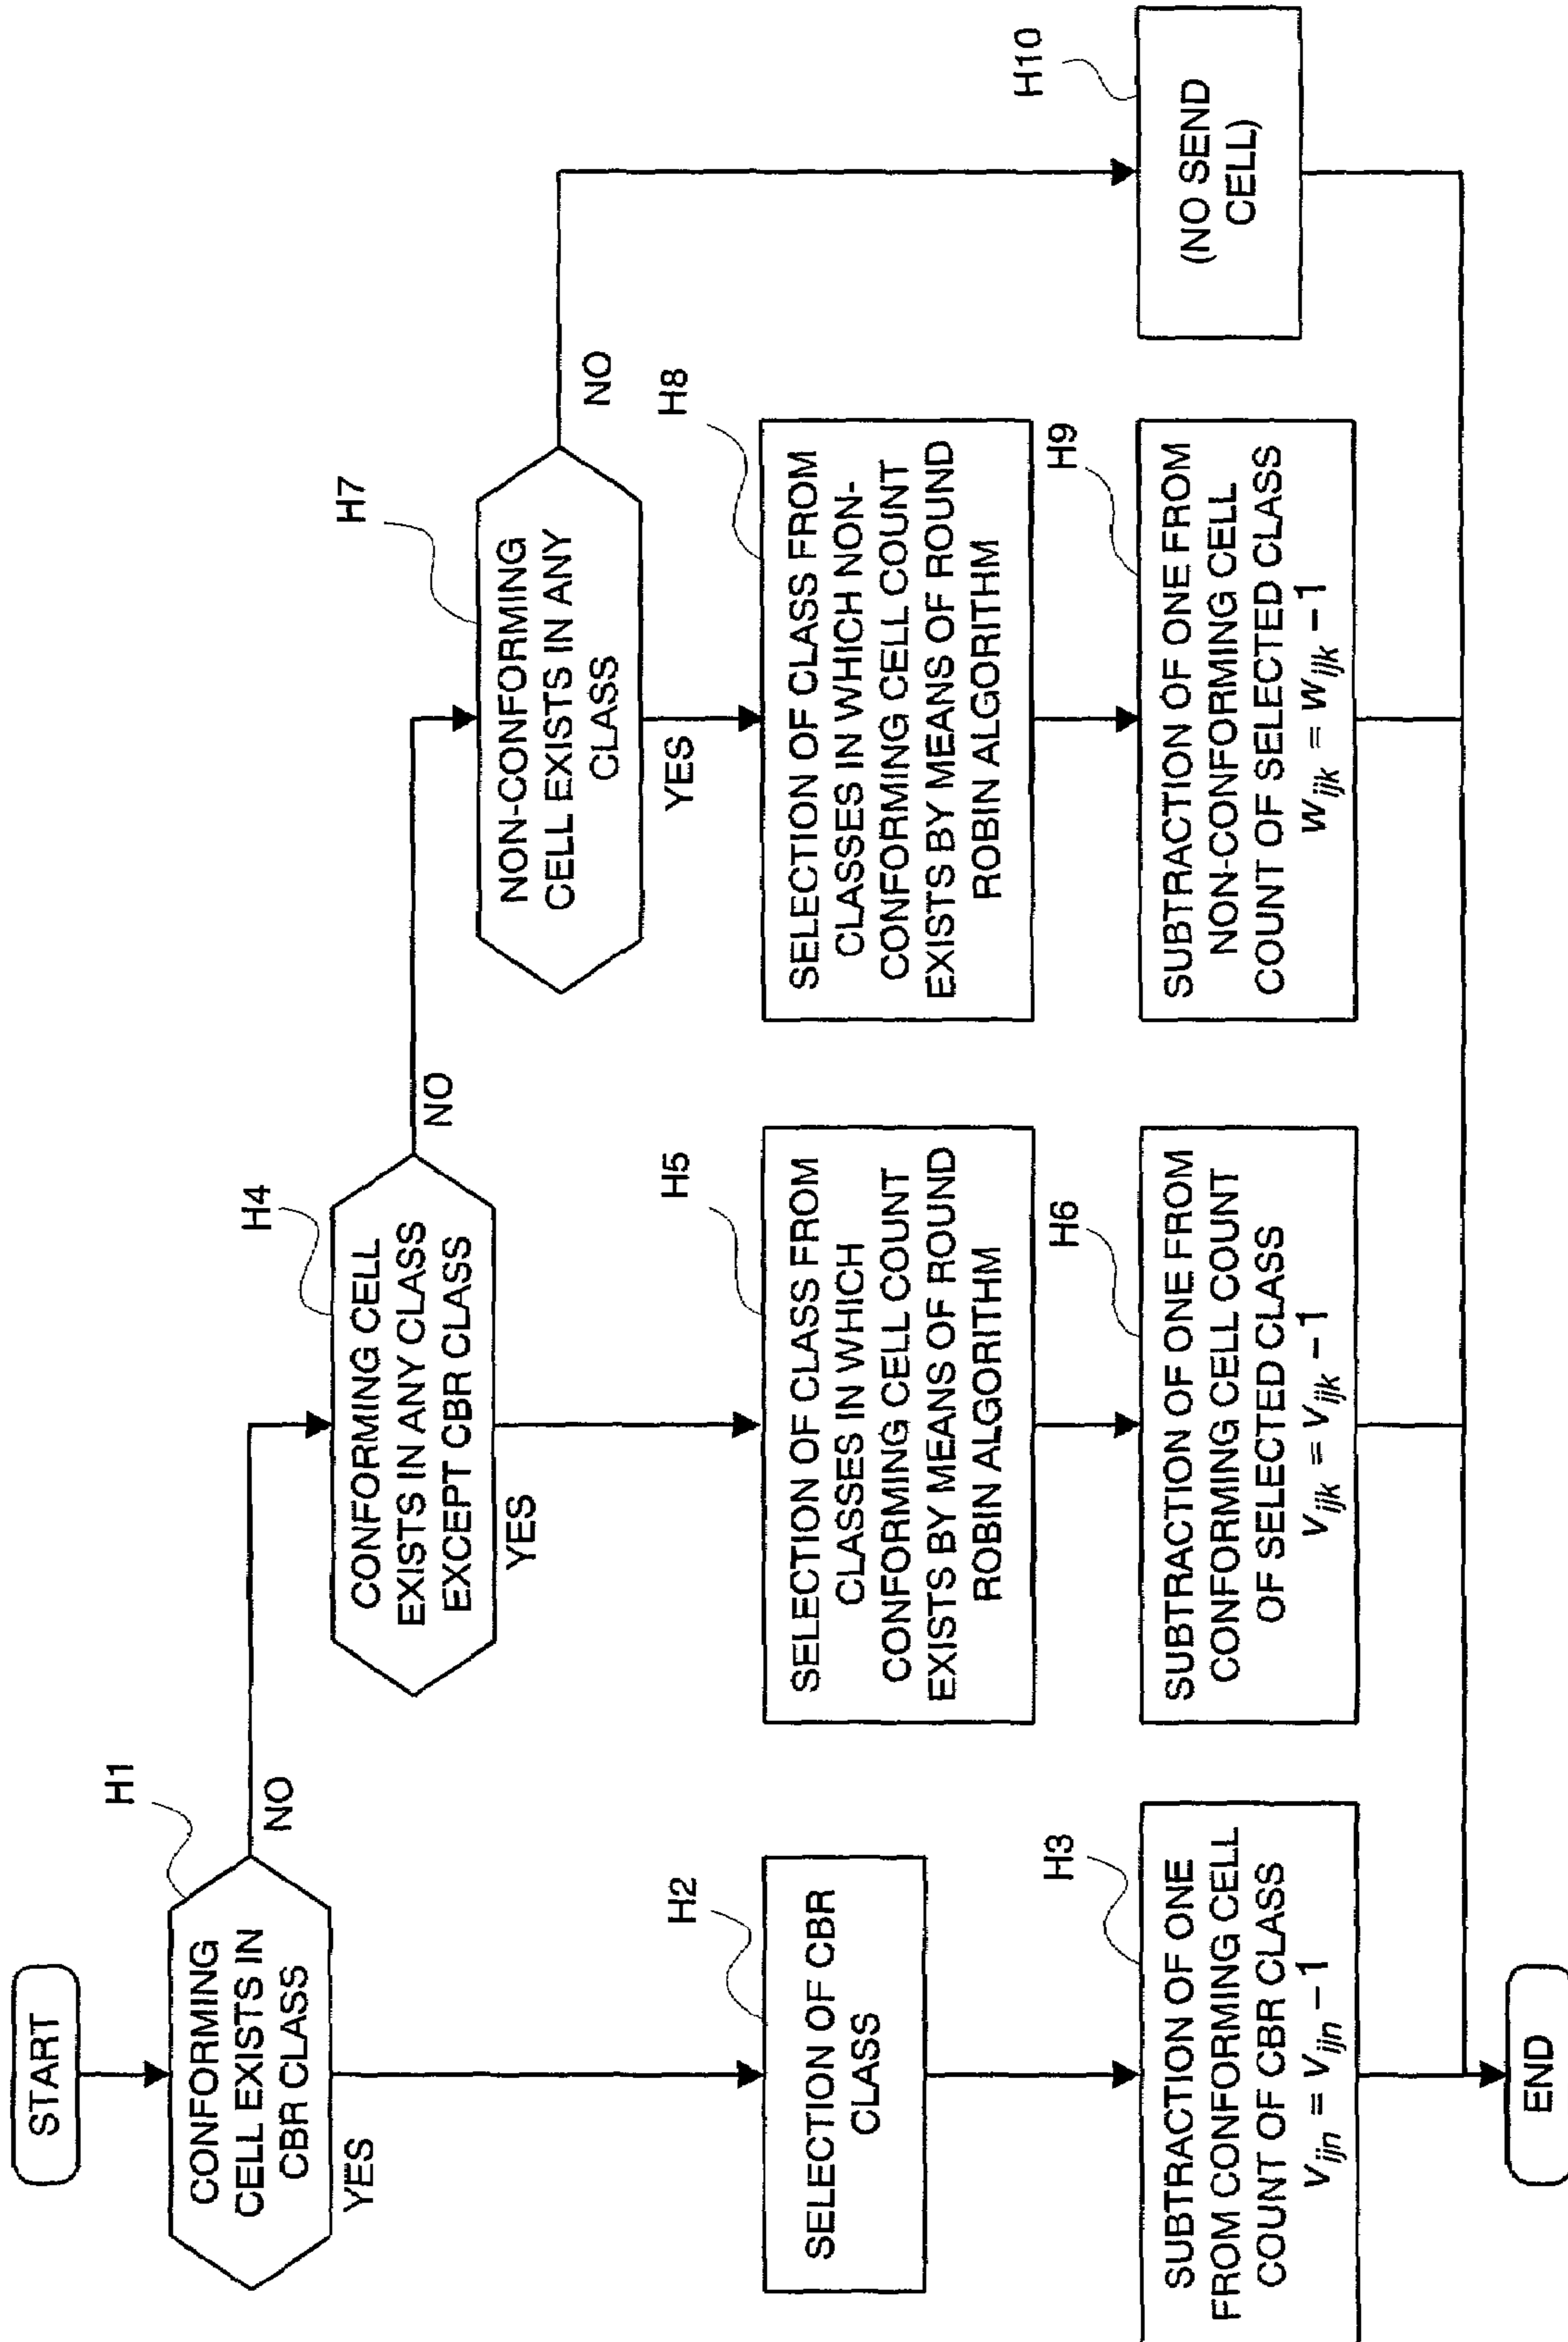 START
H1
CONFORMING
CELL EXISTS IN
CBR CLASS
YES
NO
H2
SELECTION OF CBR
CLASS
H3
SUBTRACTION OF ONE
FROM CONFORMING CELL
COUNT OF CBR CLASS
v_ijn = v_ijn − 1
H4
CONFORMING CELL
EXISTS IN ANY CLASS
EXCEPT CBR CLASS
YES
NO
H5
SELECTION OF CLASS FROM
CLASSES IN WHICH
CONFORMING CELL COUNT
EXISTS BY MEANS OF ROUND
ROBIN ALGORITHM
H6
SUBTRACTION OF ONE FROM
CONFORMING CELL COUNT
OF SELECTED CLASS
v_ijk = v_ijk − 1
H7
NON-CONFORMING
CELL EXISTS IN ANY
CLASS
YES
NO
H8
SELECTION OF CLASS FROM
CLASSES IN WHICH NON-
CONFORMING CELL COUNT
EXISTS BY MEANS OF ROUND
ROBIN ALGORITHM
H9
SUBTRACTION OF ONE FROM
NON-CONFORMING CELL
COUNT OF SELECTED CLASS
w_ijk = w_ijk − 1
H10
(NO SEND
CELL)
END